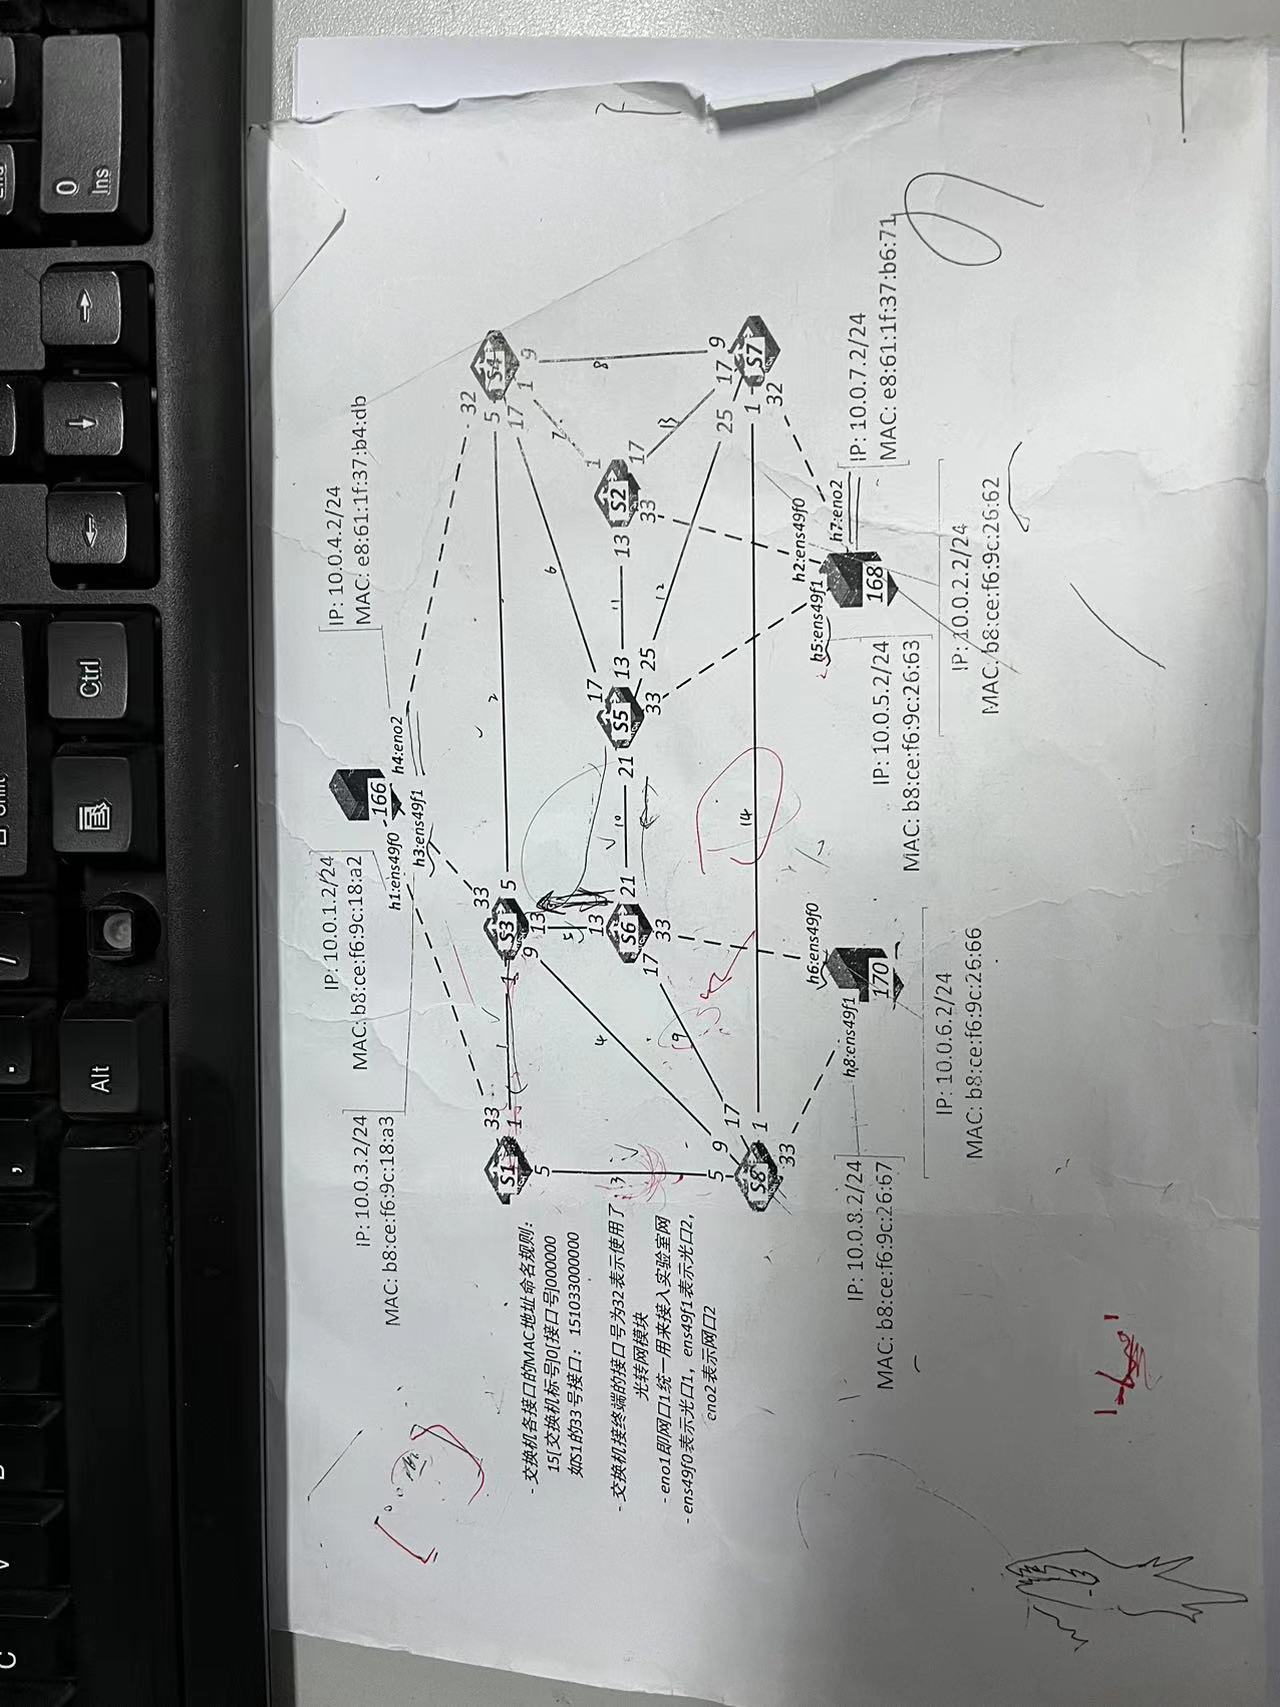 C
V
B
,
.
/
Shift
End
Alt
Ctrl
←
↓
→
0
Ins
IP: 10.0.3.2/24
MAC: b8:ce:f6:9c:18:a3
IP: 10.0.1.2/24
MAC: b8:ce:f6:9c:18:a2
166
IP: 10.0.4.2/24
MAC: e8:61:1f:37:b4:db
h1:ens49f0
h4:eno2
h3:ens49f1
S1
33
1
5
1
1
S3
33
5
9
13
2
S4
32
5
17
1
9
- 交换机各接口的MAC地址命名规则：
15[交换机标号]0[接口号]000000
如S1的33号接口： 151033000000
- 交换机接终端的接口号为32表示使用了
光转网模块
- eno1即网口1统一用来接入实验室网
- ens49f0表示光口1，ens49f1表示光口2，
eno2表示网口2
3
4
5
6
7
8
13
S6
21
17
33
10
21
S5
17
13
25
33
11
13
S2
1
17
33
9
12
13
5
9
17
S8
1
33
14
25
17
9
1
S7
32
h6:ens49f0
h8:ens49f1
170
h2:ens49f0
h5:ens49f1
h7:eno2
168
IP: 10.0.8.2/24
MAC: b8:ce:f6:9c:26:67
IP: 10.0.6.2/24
MAC: b8:ce:f6:9c:26:66
IP: 10.0.5.2/24
MAC: b8:ce:f6:9c:26:63
IP: 10.0.2.2/24
MAC: b8:ce:f6:9c:26:62
IP: 10.0.7.2/24
MAC: e8:61:1f:37:b6:71